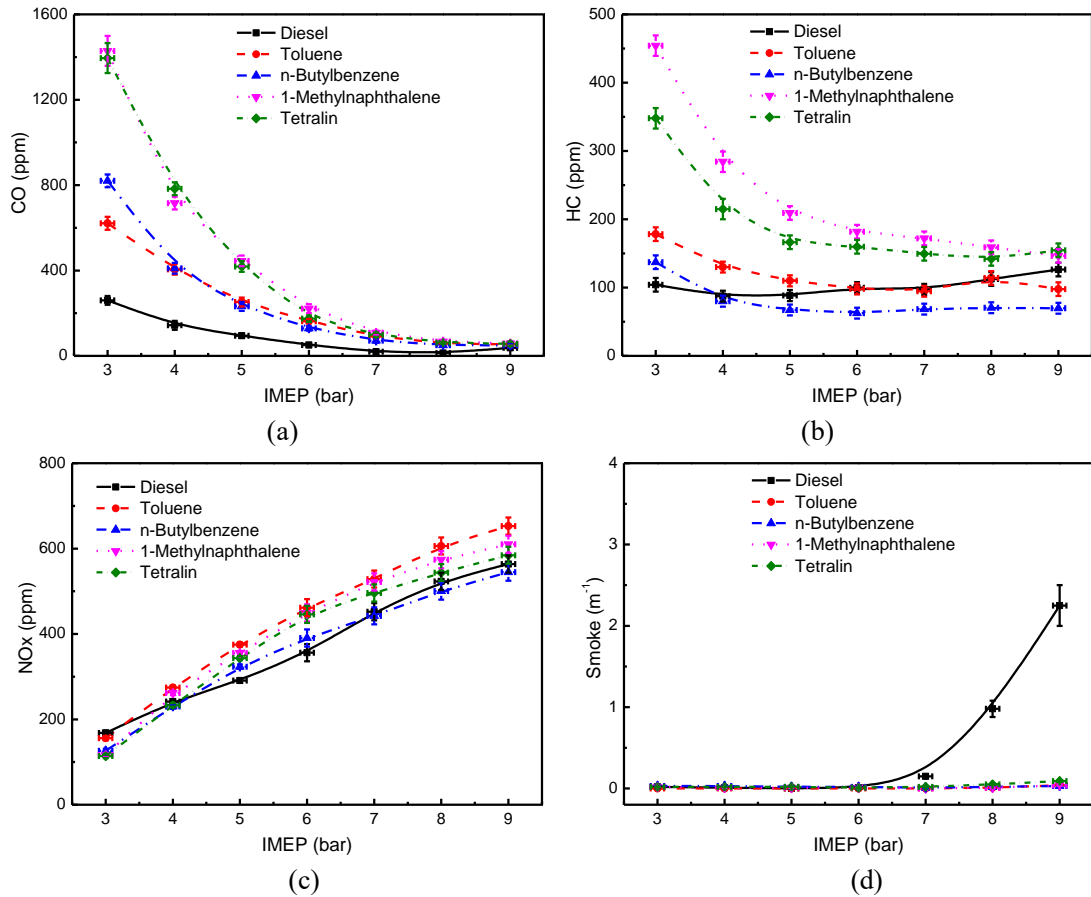 1600
1200
800
400
0
CO (ppm)
Diesel
Toluene
n-Butylbenzene
1-Methylnaphthalene
Tetralin
3 4 5 6 7 8 9
IMEP (bar)
(a)
500
400
300
200
100
0
HC (ppm)
Diesel
Toluene
n-Butylbenzene
1-Methylnaphthalene
Tetralin
3 4 5 6 7 8 9
IMEP (bar)
(b)
800
600
400
200
0
NOx (ppm)
Diesel
Toluene
n-Butylbenzene
1-Methylnaphthalene
Tetralin
3 4 5 6 7 8 9
IMEP (bar)
(c)
4
3
2
1
0
Smoke (m⁻¹)
Diesel
Toluene
n-Butylbenzene
1-Methylnaphthalene
Tetralin
3 4 5 6 7 8 9
IMEP (bar)
(d)